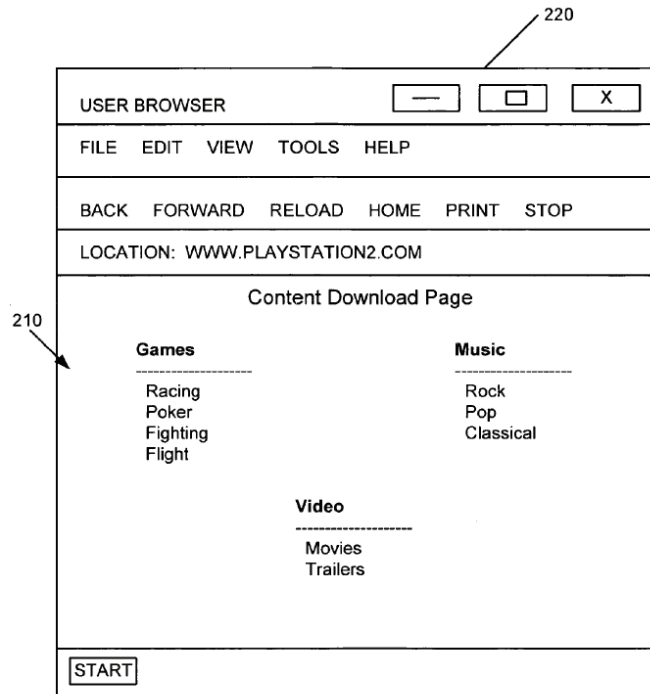 220
USER BROWSER X
FILE EDIT VIEW TOOLS HELP
BACK FORWARD RELOAD HOME PRINT STOP
LOCATION: WWW.PLAYSTATION2.COM
Content Download Page
210
Games
Racing
Poker
Fighting
Flight
Music
Rock
Pop
Classical
Video
Movies
Trailers
START